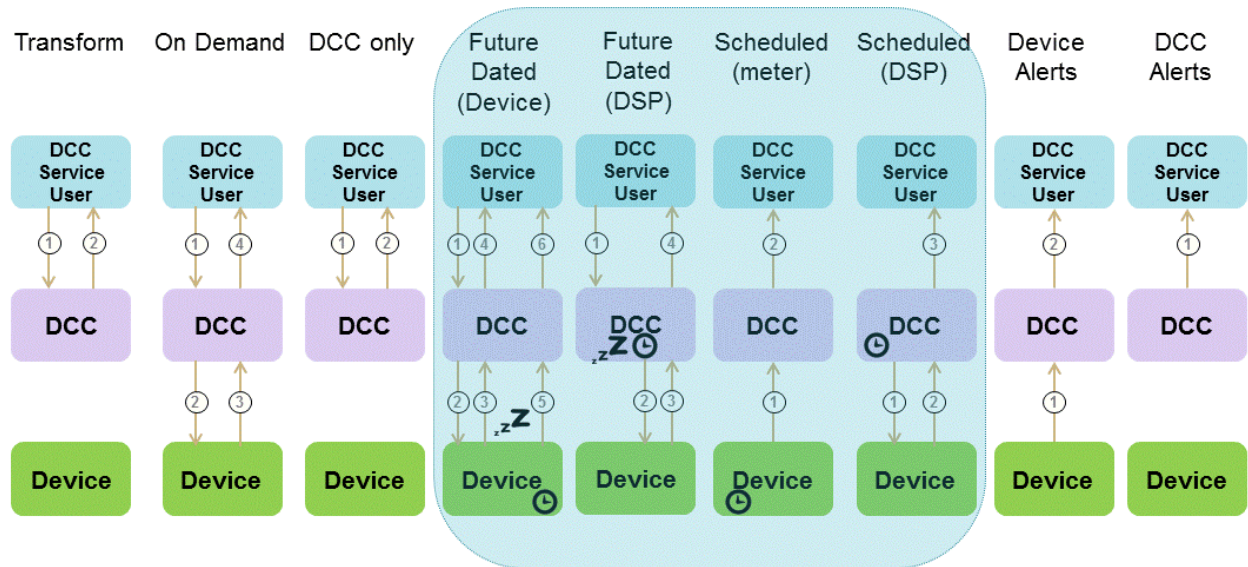 Transform
On Demand
DCC only
Future
Dated
(Device)
Future
Dated
(DSP)
Scheduled
(meter)
Scheduled
(DSP)
Device
Alerts
DCC
Alerts
DCC
Service
User
DCC
Service
User
DCC
Service
User
DCC
Service
User
DCC
Service
User
DCC
Service
User
DCC
Service
User
DCC
Service
User
DCC
Service
User
1 2 1 4 1 2 1 4 6 1 4 2 3 2 1
DCC DCC DCC DCC DCC DCC DCC DCC DCC
zzZ
2 3 2 3 5 2 3 1 1 2 1
zzZ
Device Device Device Device Device Device Device Device Device